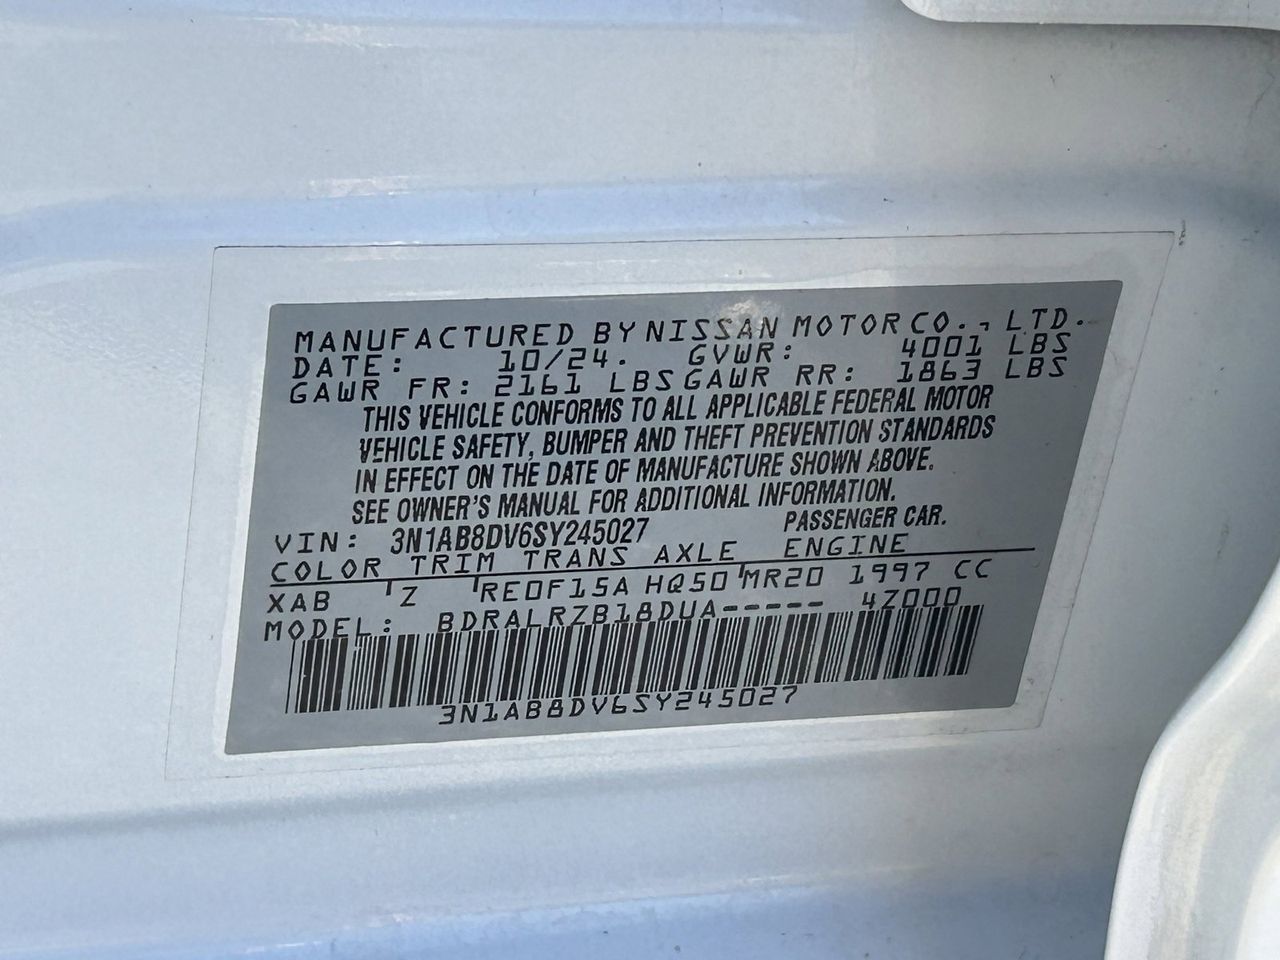 MANUFACTURED BY NISSAN MOTOR CO., LTD.
DATE: 10/24. GVWR: 4001 LBS
GAWR FR: 2161 LBS GAWR RR: 1863 LBS
THIS VEHICLE CONFORMS TO ALL APPLICABLE FEDERAL MOTOR
VEHICLE SAFETY, BUMPER AND THEFT PREVENTION STANDARDS
IN EFFECT ON THE DATE OF MANUFACTURE SHOWN ABOVE.
SEE OWNER'S MANUAL FOR ADDITIONAL INFORMATION.
VIN: 3N1AB8DV6SY245027 PASSENGER CAR.
COLOR TRIM TRANS AXLE ENGINE
XAB Z RE0F15A HQ50 MR20 1997 CC
MODEL: BDRALRZB18DUA----- 4Z000
3N1AB8DV6SY245027